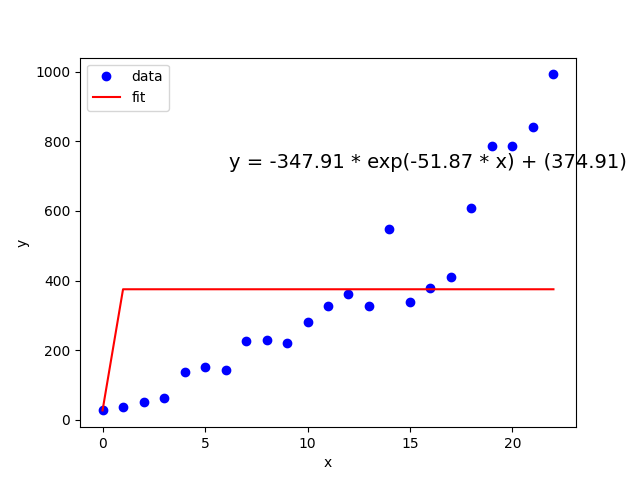 data
fit
y = -347.91 * exp(-51.87 * x) + (374.91)
1000
800
600
400
200
0
y
0 5 10 15 20
x